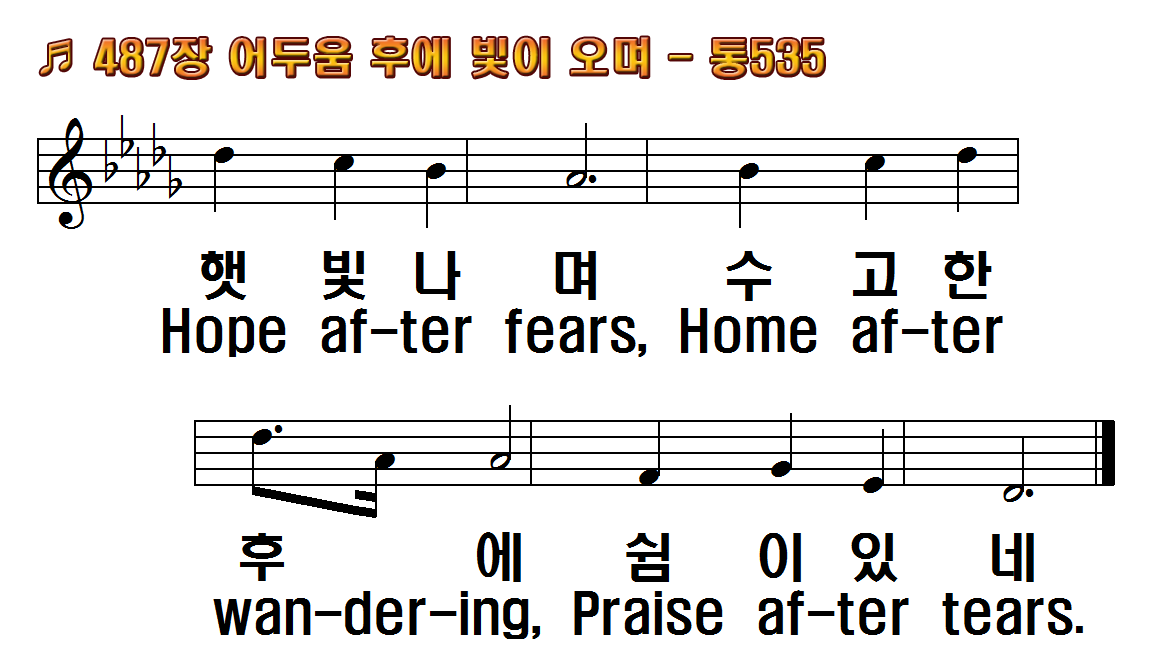 ♬ 487장 어두움 후에 빛이 오며 - 통535
햇 빛 나 며 수 고 한
Hope af-ter fears, Home af-ter
후 에 쉼 이 있 네
wan-der-ing, Praise af-ter tears.